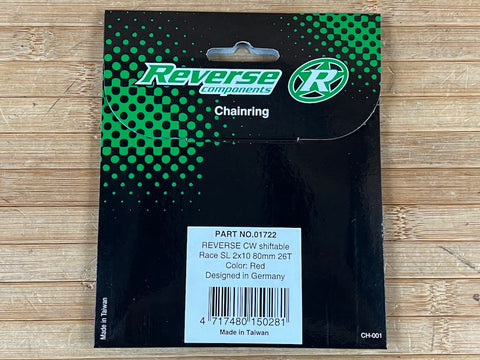 Reverse
components
R
Chainring
PART NO.01722
REVERSE CW shiftable
Race SL 2x10 80mm 26T
Color: Red
Designed in Germany
4 717480 150281
Made in Taiwan
Made in Taiwan
CH-001